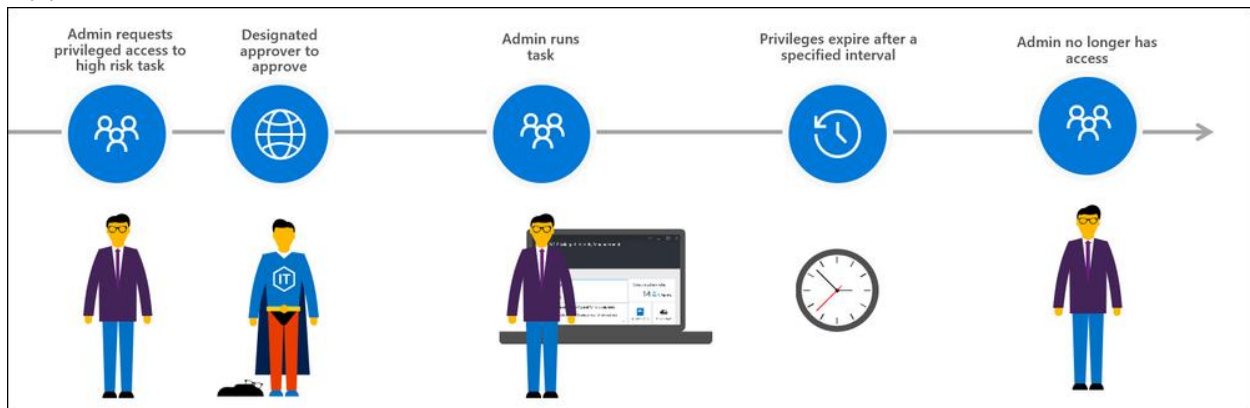 Admin requests
privileged access to
high risk task
Designated
approver to
approve
Admin runs
task
Privileges expire after a
specified interval
Admin no longer has
access
IT